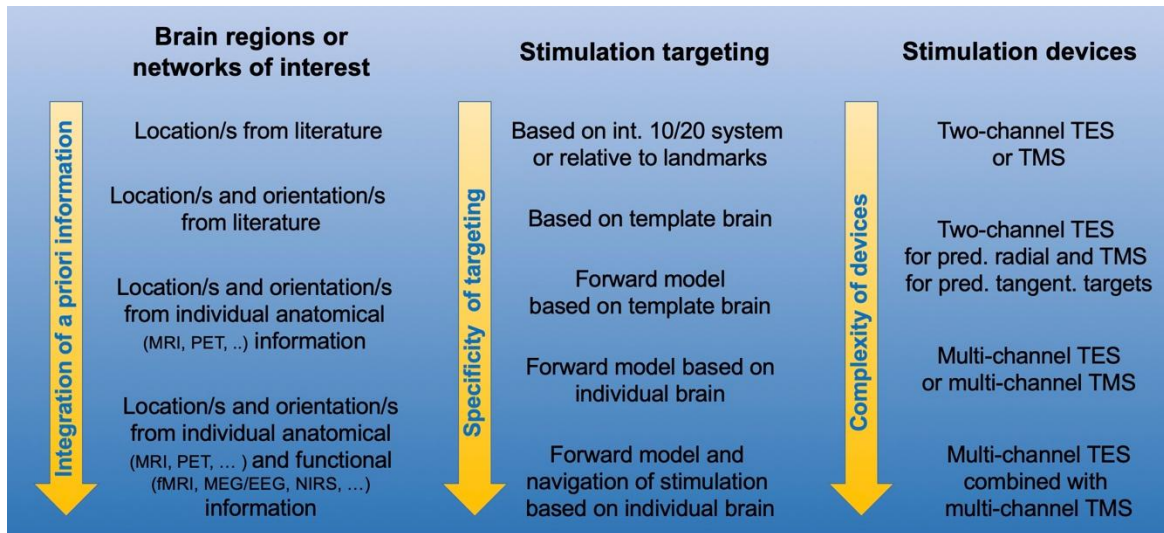 Brain regions or
networks of interest
Integration of a priori information
Location/s from literature
Location/s and orientation/s
from literature
Location/s and orientation/s
from individual anatomical
(MRI, PET, ..) information
Location/s and orientation/s
from individual anatomical
(MRI, PET, ... ) and functional
(fMRI, MEG/EEG, NIRS, ...)
information
Stimulation targeting
Specificity of targeting
Based on int. 10/20 system
or relative to landmarks
Based on template brain
Forward model
based on template brain
Forward model based on
individual brain
Forward model and
navigation of stimulation
based on individual brain
Stimulation devices
Complexity of devices
Two-channel TES
or TMS
Two-channel TES
for pred. radial and TMS
for pred. tangent. targets
Multi-channel TES
or multi-channel TMS
Multi-channel TES
combined with
multi-channel TMS